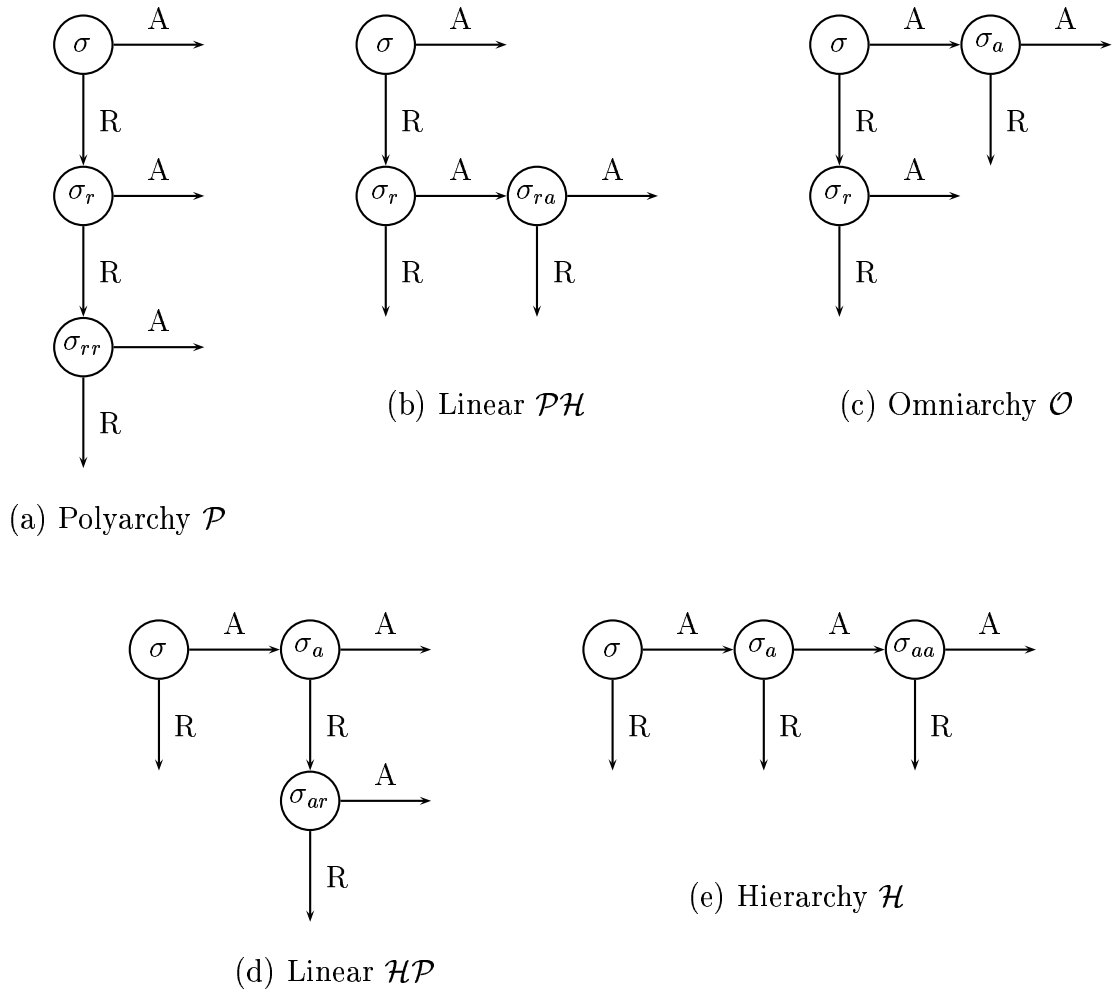 σ A σ A σ A σ_a A
R R R R
σ_r A σ_r A σ_ra A σ_r A
R R R R
σ_rr A
R
(a) Polyarchy 𝒫
(b) Linear 𝒫ℋ
(c) Omniarchy 𝒪
σ A σ_a A
R R
σ_ar A
R
(d) Linear ℋ𝒫
σ A σ_a A σ_aa A
R R R
(e) Hierarchy ℋ